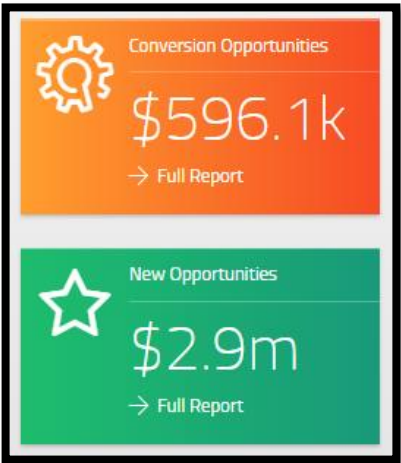 Conversion Opportunities
$596.1k
→ Full Report
New Opportunities
$2.9m
→ Full Report